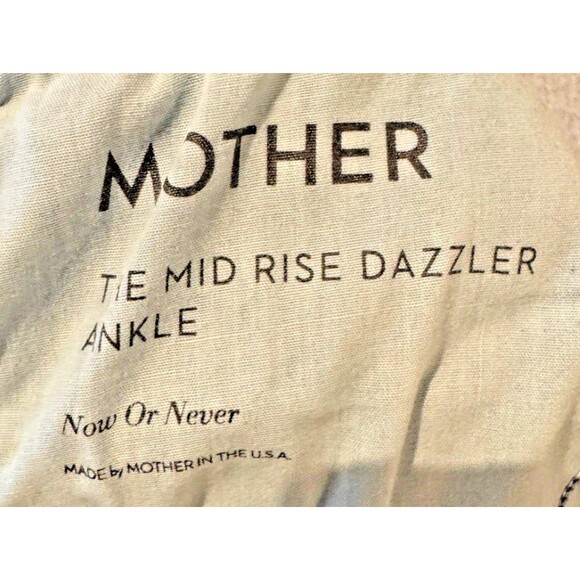 MOTHER
THE MID RISE DAZZLER
ANKLE
Now Or Never
MADE by MOTHER IN THE U.S.A.